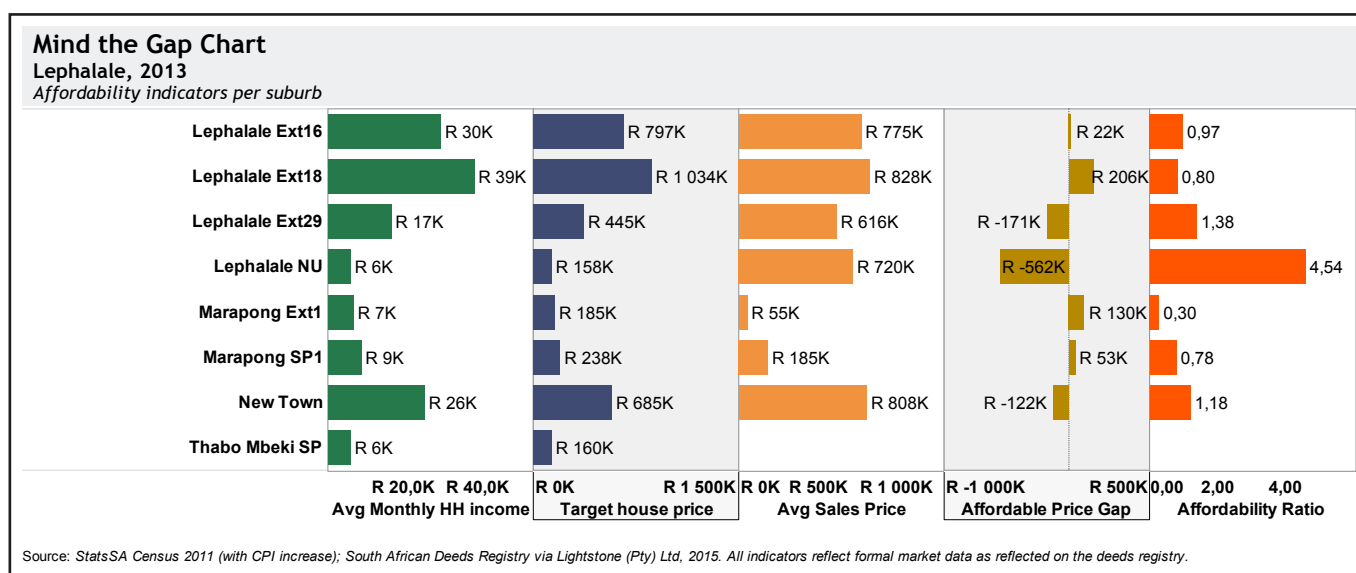 Mind the Gap Chart
Lephalale, 2013
Affordability indicators per suburb
Lephalale Ext16 R 30K R 797K R 775K R 22K 0,97
Lephalale Ext18 R 39K R 1 034K R 828K R 206K 0,80
Lephalale Ext29 R 17K R 445K R 616K R -171K 1,38
Lephalale NU R 6K R 158K R 720K R -562K 4,54
Marapong Ext1 R 7K R 185K R 55K R 130K 0,30
Marapong SP1 R 9K R 238K R 185K R 53K 0,78
New Town R 26K R 685K R 808K R -122K 1,18
Thabo Mbeki SP R 6K R 160K
R 20,0K R 40,0K R 0K R 1 500K R 0K R 500K R 1 000K R -1 000K R 500K 0,00 2,00 4,00
Avg Monthly HH income Target house price Avg Sales Price Affordable Price Gap Affordability Ratio
Source: StatsSA Census 2011 (with CPI increase); South African Deeds Registry via Lightstone (Pty) Ltd, 2015. All indicators reflect formal market data as reflected on the deeds registry.